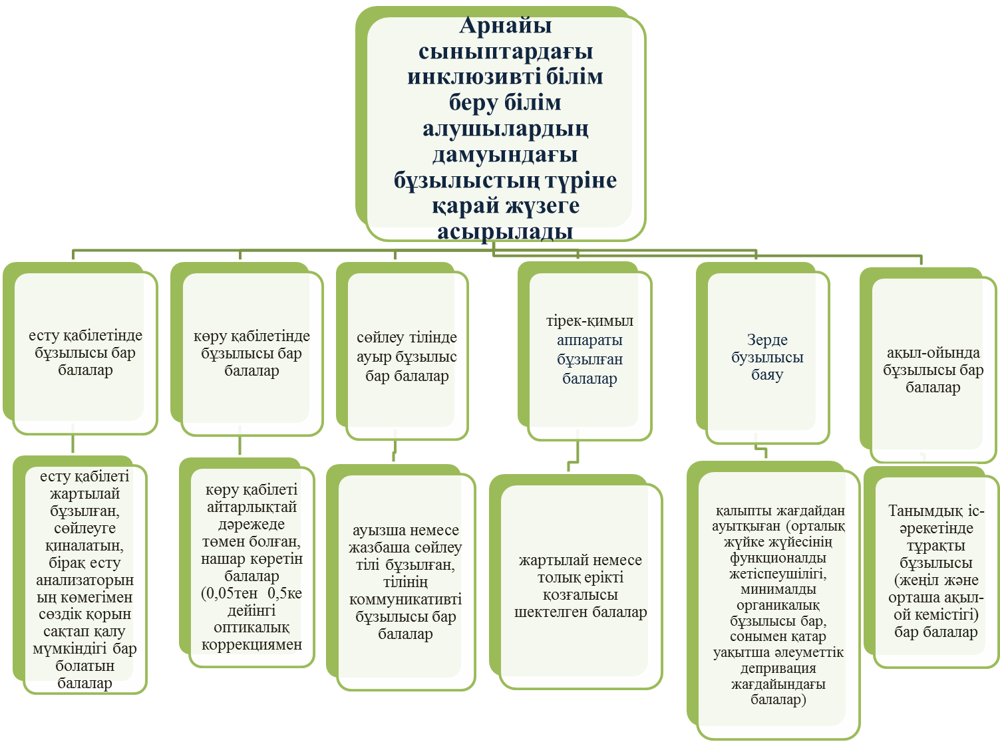 Арнайы
сыныптардағы
инклюзивті білім
беру білім
алушылардың
дамуындағы
бұзылыстың түріне
қарай жүзеге
асырылады
есту қабілетінде
бұзылысы бар
балалар
көру қабілетінде
бұзылысы бар
балалар
сөйлеу тілінде
ауыр бұзылыс
бар балалар
тірек-қимыл
аппараты
бұзылған
балалар
Зерде
бузылысы
баяу
ақыл-ойында
бұзылысы бар
балалар
есту қабілеті
жартылай
бұзылған,
сөйлеуге
қиналатын,
бірақ есту
анализаторын
ың көмегімен
сөздік қорын
сақтап қалу
мүмкіндігі бар
болатын
балалар
көру қабілеті
айтарлықтай
дәрежеде
төмен болған,
нашар көретін
балалар
(0,05тен 0,5ке
дейінгі
оптикалық
коррекциямен
ауызша немесе
жазбаша сөйлеу
тілі бұзылған,
тілінің
коммуникативті
бұзылысы бар
балалар
жартылай немесе
толық ерікті
қозғалысы
шектелген балалар
қалыпты жағдайдан
ауытқыған (орталық
жүйке жүйесінің
функционалды
жетіспеушілігі,
минималды
органикалық
бұзылысы бар,
сонымен қатар
уақытша әлеуметтік
депривация
жағдайындағы
балалар)
Танымдық іс-
әрекетінде
тұрақты
бұзылысы
(жеңіл және
орташа ақыл-
ой кемістігі)
бар балалар